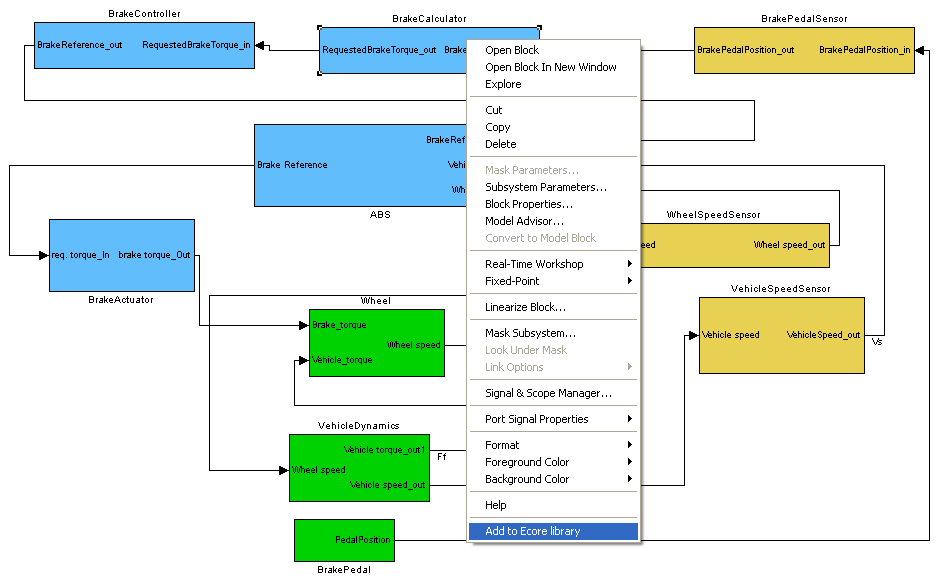 BrakeController
BrakeReference_out
RequestedBrakeTorque_in
BrakeCalculator
RequestedBrakeTorque_out
Brake
BrakePedalSensor
BrakePedalPosition_out
BrakePedalPosition_in
Brake Reference
BrakeRef
Vehi
Wh
ABS
req. torque_In
brake torque_Out
BrakeActuator
Wheel
Brake_torque
Vehicle_torque
Wheel speed
VehicleDynamics
Vehicle torque_out1
Wheel speed
Vehicle speed_out
Ff
PedalPosition
BrakePedal
Open Block
Open Block In New Window
Explore
Cut
Copy
Delete
Mask Parameters...
Subsystem Parameters...
Block Properties...
Model Advisor...
Convert to Model Block
Real-Time Workshop
Fixed-Point
Linearize Block...
Mask Subsystem...
Look Under Mask
Link Options
Signal & Scope Manager...
Port Signal Properties
Format
Foreground Color
Background Color
Help
Add to Ecore library
WheelSpeedSensor
eed
Wheel speed_out
VehicleSpeedSensor
Vehicle speed
VehicleSpeed_out
Vs